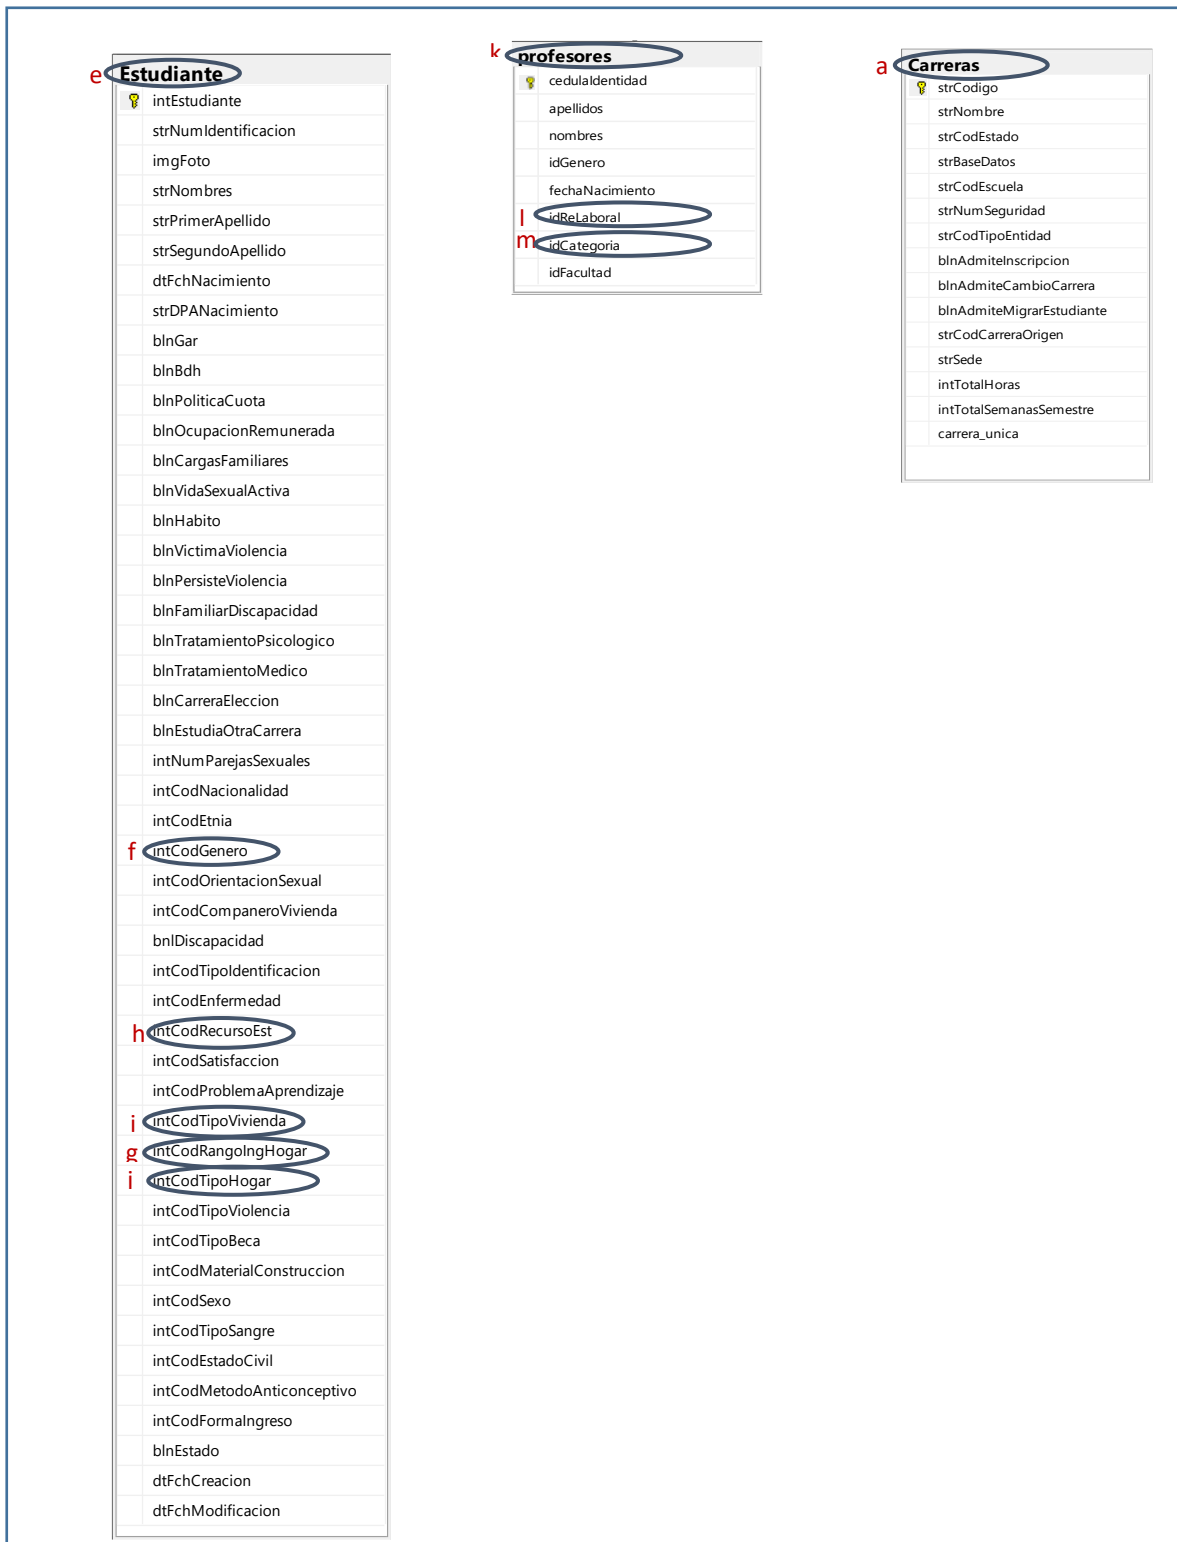 e Estudiante
intEstudiante
strNumIdentificacion
imgFoto
strNombres
strPrimerApellido
strSegundoApellido
dtFchNacimiento
strDPANacimiento
blnGar
blnBdh
blnPoliticaCuota
blnOcupacionRemunerada
blnCargasFamiliares
blnVidaSexualActiva
blnHabito
blnVictimaViolencia
blnPersisteViolencia
blnFamiliarDiscapacidad
blnTratamientoPsicologico
blnTratamientoMedico
blnCarreraEleccion
blnEstudiaOtraCarrera
intNumParejasSexuales
intCodNacionalidad
intCodEtnia
f intCodGenero
intCodOrientacionSexual
intCodCompaneroVivienda
bnlDiscapacidad
intCodTipoIdentificacion
intCodEnfermedad
h intCodRecursoEst
intCodSatisfaccion
intCodProblemaAprendizaje
i intCodTipoVivienda
g intCodRangoIngHogar
i intCodTipoHogar
intCodTipoViolencia
intCodTipoBeca
intCodMaterialConstruccion
intCodSexo
intCodTipoSangre
intCodEstadoCivil
intCodMetodoAnticonceptivo
intCodFormaIngreso
blnEstado
dtFchCreacion
dtFchModificacion
k profesores
cedulaIdentidad
apellidos
nombres
idGenero
fechaNacimiento
l idReLaboral
m idCategoria
idFacultad
a Carreras
strCodigo
strNombre
strCodEstado
strBaseDatos
strCodEscuela
strNumSeguridad
strCodTipoEntidad
blnAdmiteInscripcion
blnAdmiteCambioCarrera
blnAdmiteMigrarEstudiante
strCodCarreraOrigen
strSede
intTotalHoras
intTotalSemanasSemestre
carrera_unica